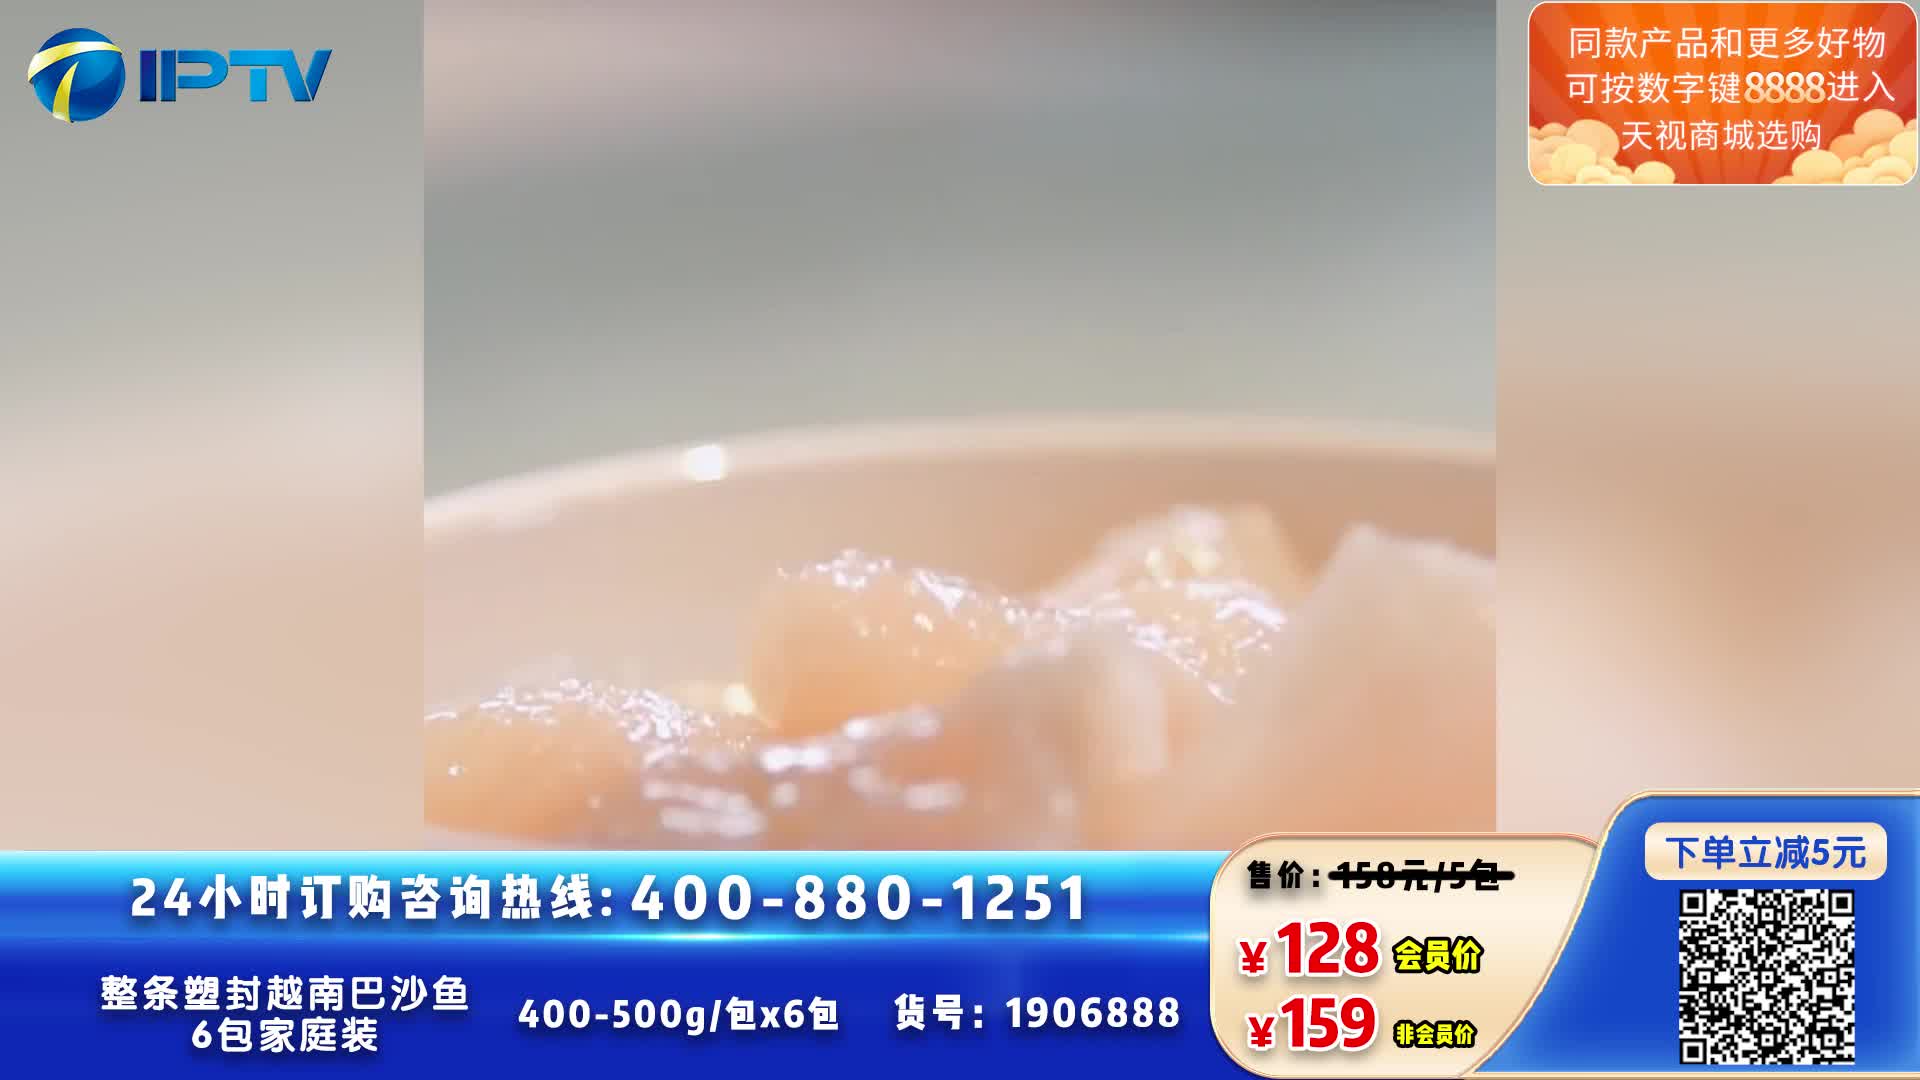 IPTV
同款产品和更多好物
可按数字键8888进入
天视商城选购
24小时订购咨询热线:400-880-1251
整条塑封越南巴沙鱼
6包家庭装
400-500g/包x6包
货号：1906888
售价：158元/5包
¥128 会员价
¥159 非会员价
下单立减5元